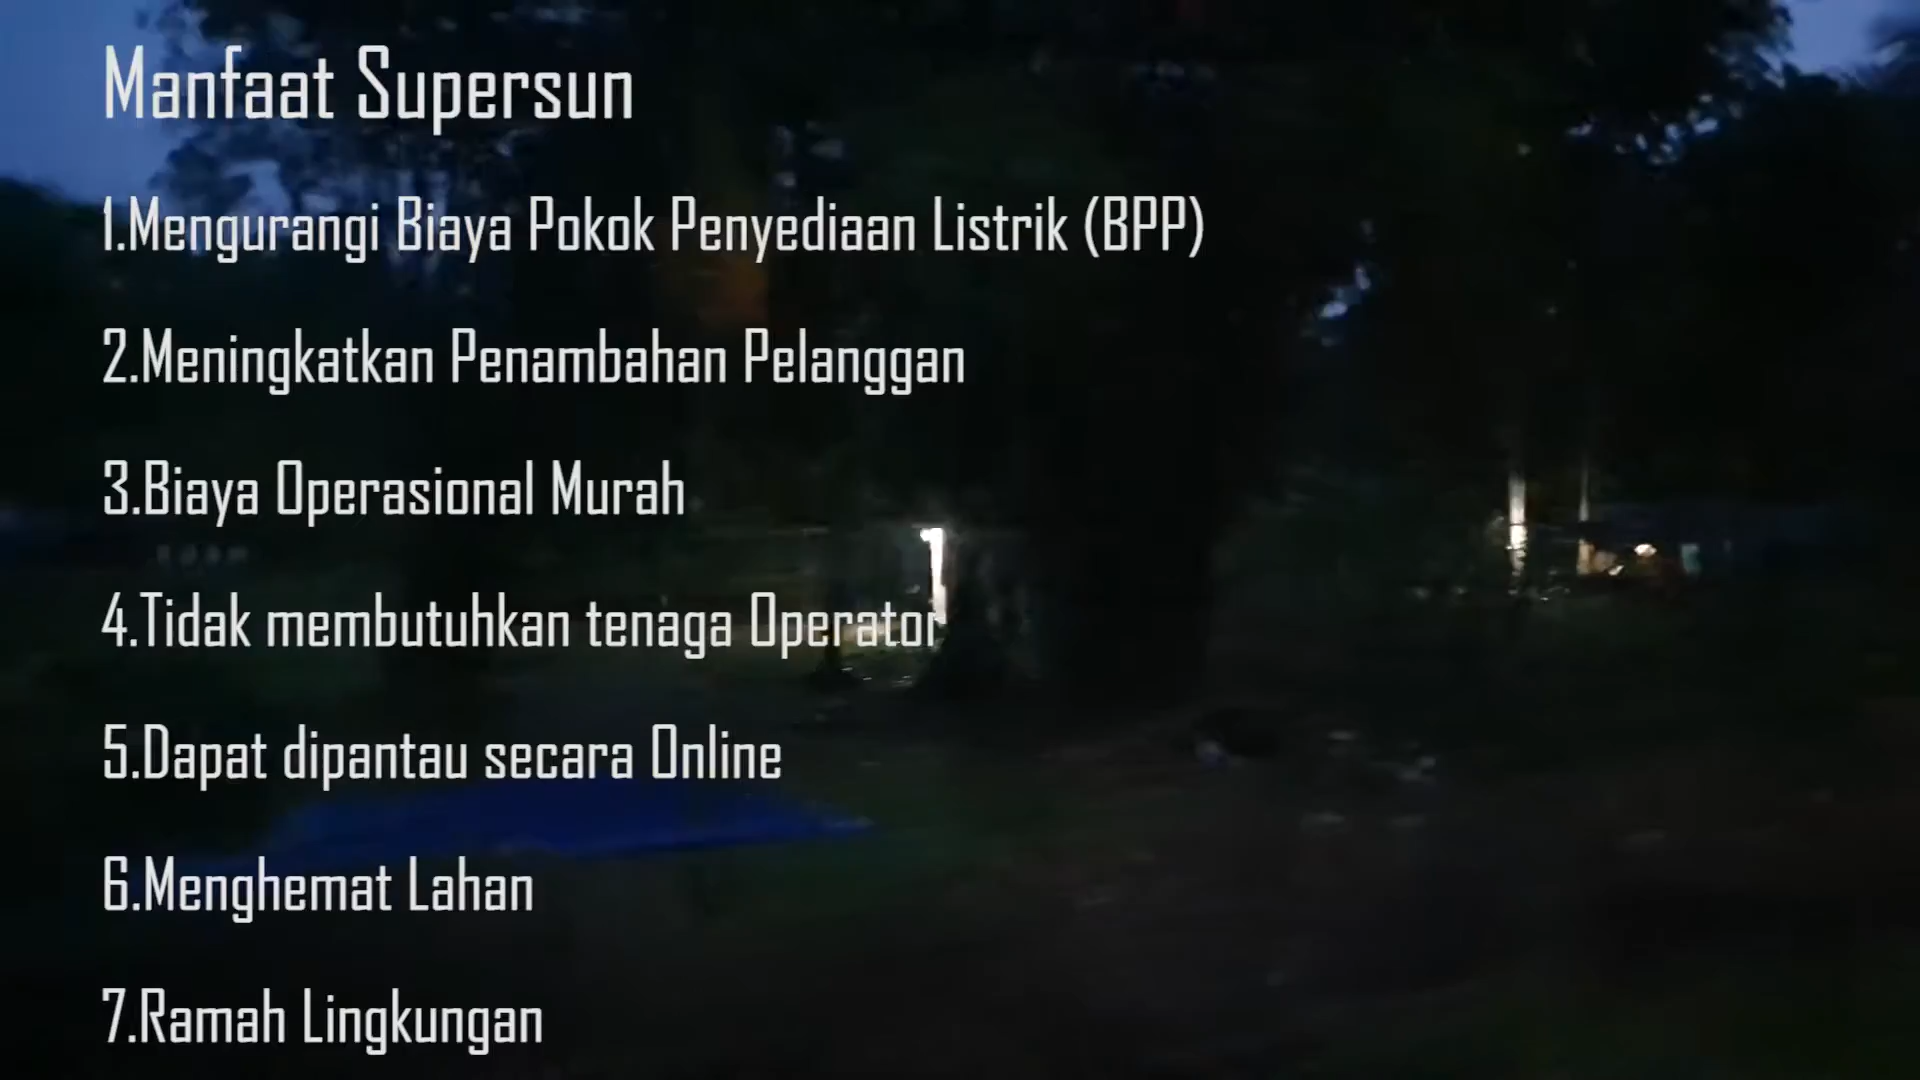 Manfaat Supersun
1.Mengurangi Biaya Pokok Penyediaan Listrik (BPP)
2.Meningkatkan Penambahan Pelanggan
3.Biaya Operasional Murah
4.Tidak membutuhkan tenaga Operator
5.Dapat dipantau secara Online
6.Menghemat Lahan
7.Ramah Lingkungan